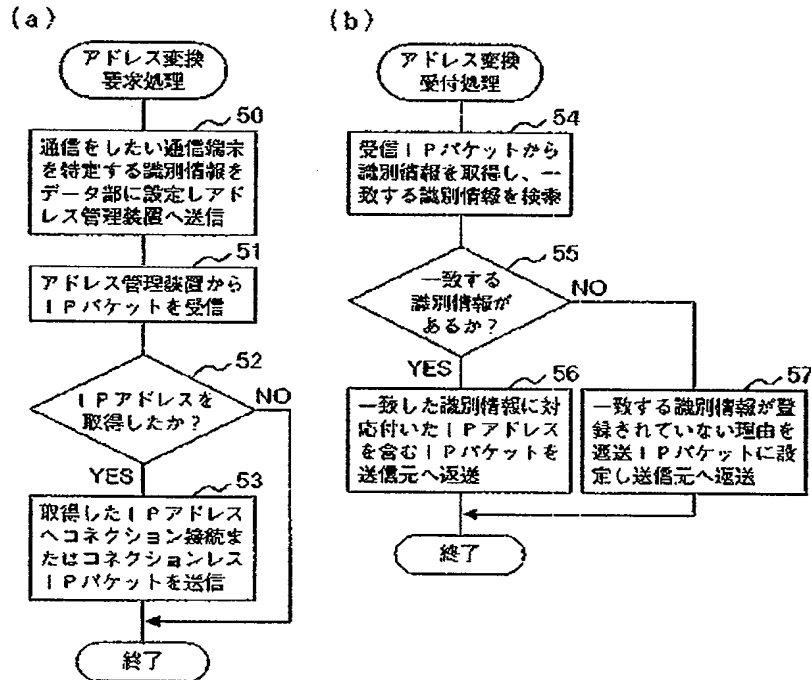 (a)
アドレス変換
要求処理
50
通信をしたい通信端末
を特定する識別情報を
データ部に設定しアド
レス管理装置へ送信
51
アドレス管理装置から
IPパケットを受信
52
IPアドレスを
取得したか?
NO
YES
53
取得したIPアドレス
へコネクション接続ま
たはコネクションレス
IPパケットを送信
終了
(b)
アドレス変換
受付処理
54
受信IPパケットから
識別情報を取得し、一
致する識別情報を検索
55
一致する
識別情報が
あるか?
NO
YES
56
一致した識別情報に対
応付いたIPアドレス
を含むIPパケットを
送信元へ返送
57
一致する識別情報が登
録されていない理由を
返送IPパケットに設
定し送信元へ返送
終了